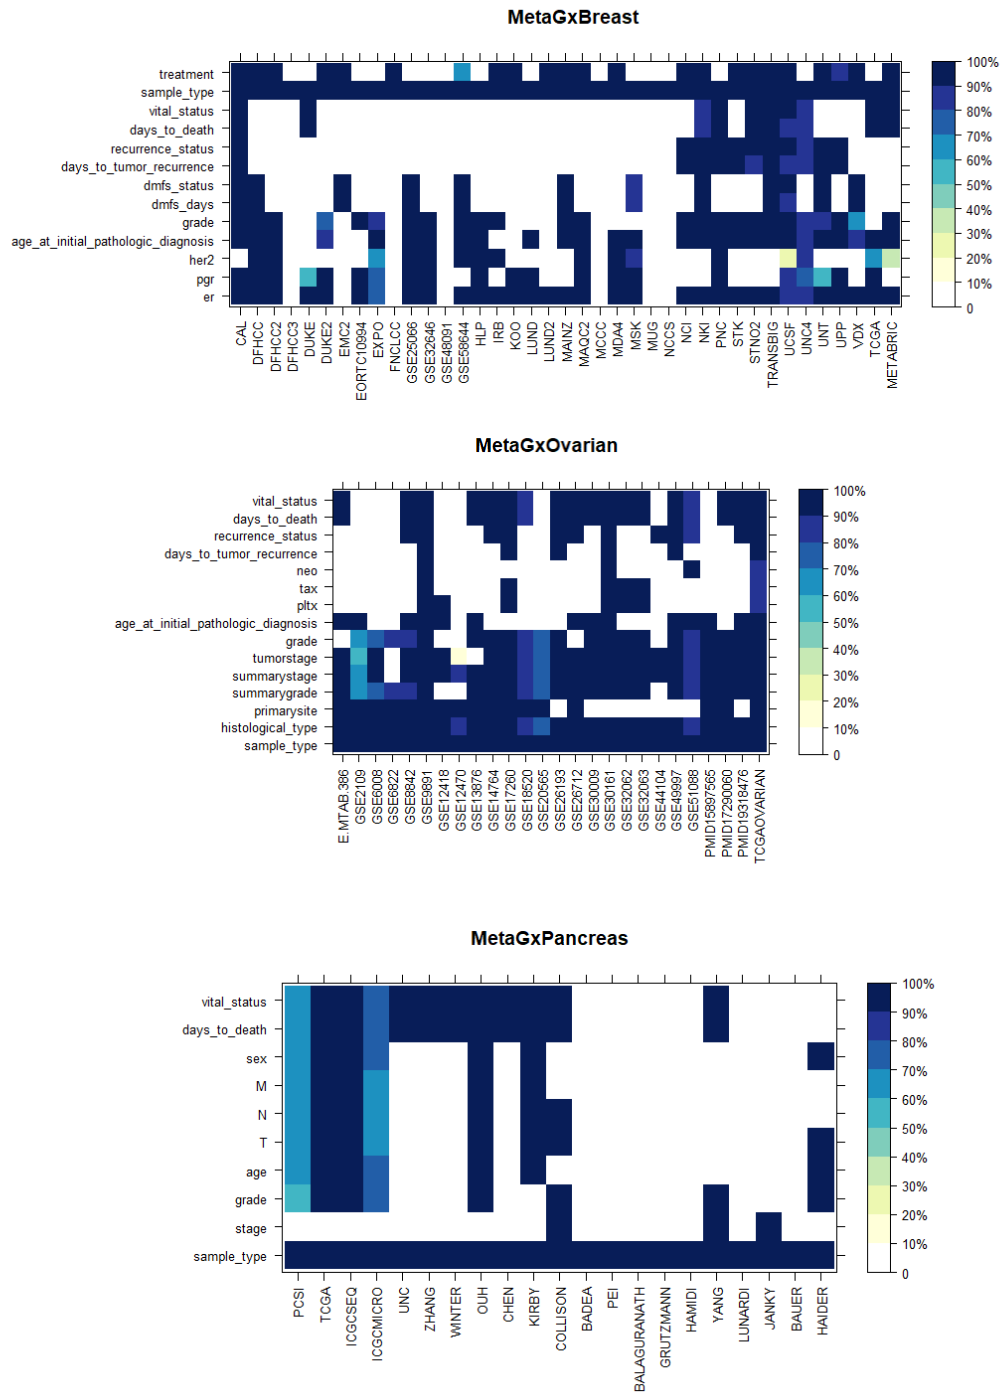 MetaGxBreast
treatment
sample_type
vital_status
days_to_death
recurrence_status
days_to_tumor_recurrence
dmfs_status
dmfs_days
grade
age_at_initial_pathologic_diagnosis
her2
pgr
er
100%
90%
80%
70%
60%
50%
40%
30%
20%
10%
0
CAL
DFHCC
DFHCC2
DFHCC3
DUKE
DUKE2
EMC2
EORTC10994
EXPO
FNCLCC
GSE25066
GSE32646
GSE48091
GSE58644
HLP
IRB
KOO
LUND
LUND2
MAINZ
MAQC2
MCCC
MDA4
MSK
MUG
NCCS
NCI
NKI
PNC
STK
STNO2
TRANSBIG
UCSF
UNC4
UNT
UPP
VDX
TCGA
METABRIC
MetaGxOvarian
vital_status
days_to_death
recurrence_status
days_to_tumor_recurrence
neo
tax
pltx
age_at_initial_pathologic_diagnosis
grade
tumorstage
summarystage
summarygrade
primarysite
histological_type
sample_type
100%
90%
80%
70%
60%
50%
40%
30%
20%
10%
0
E.MTAB.386
GSE2109
GSE6008
GSE6822
GSE8842
GSE9891
GSE12418
GSE12470
GSE13876
GSE14764
GSE17260
GSE18520
GSE20565
GSE26193
GSE26712
GSE30009
GSE30161
GSE32062
GSE32063
GSE44104
GSE49997
GSE51088
PMID15897565
PMID17290060
PMID19318476
TCGAOVARIAN
MetaGxPancreas
vital_status
days_to_death
sex
M
N
T
age
grade
stage
sample_type
100%
90%
80%
70%
60%
50%
40%
30%
20%
10%
0
PCSI
TCGA
ICGCSEQ
ICGCMICRO
UNC
ZHANG
WINTER
OUH
CHEN
KIRBY
COLLISON
BADEA
PEI
BALAGURANATH
GRUTZMANN
HAMIDI
YANG
LUNARDI
JANKY
BAUER
HAIDER